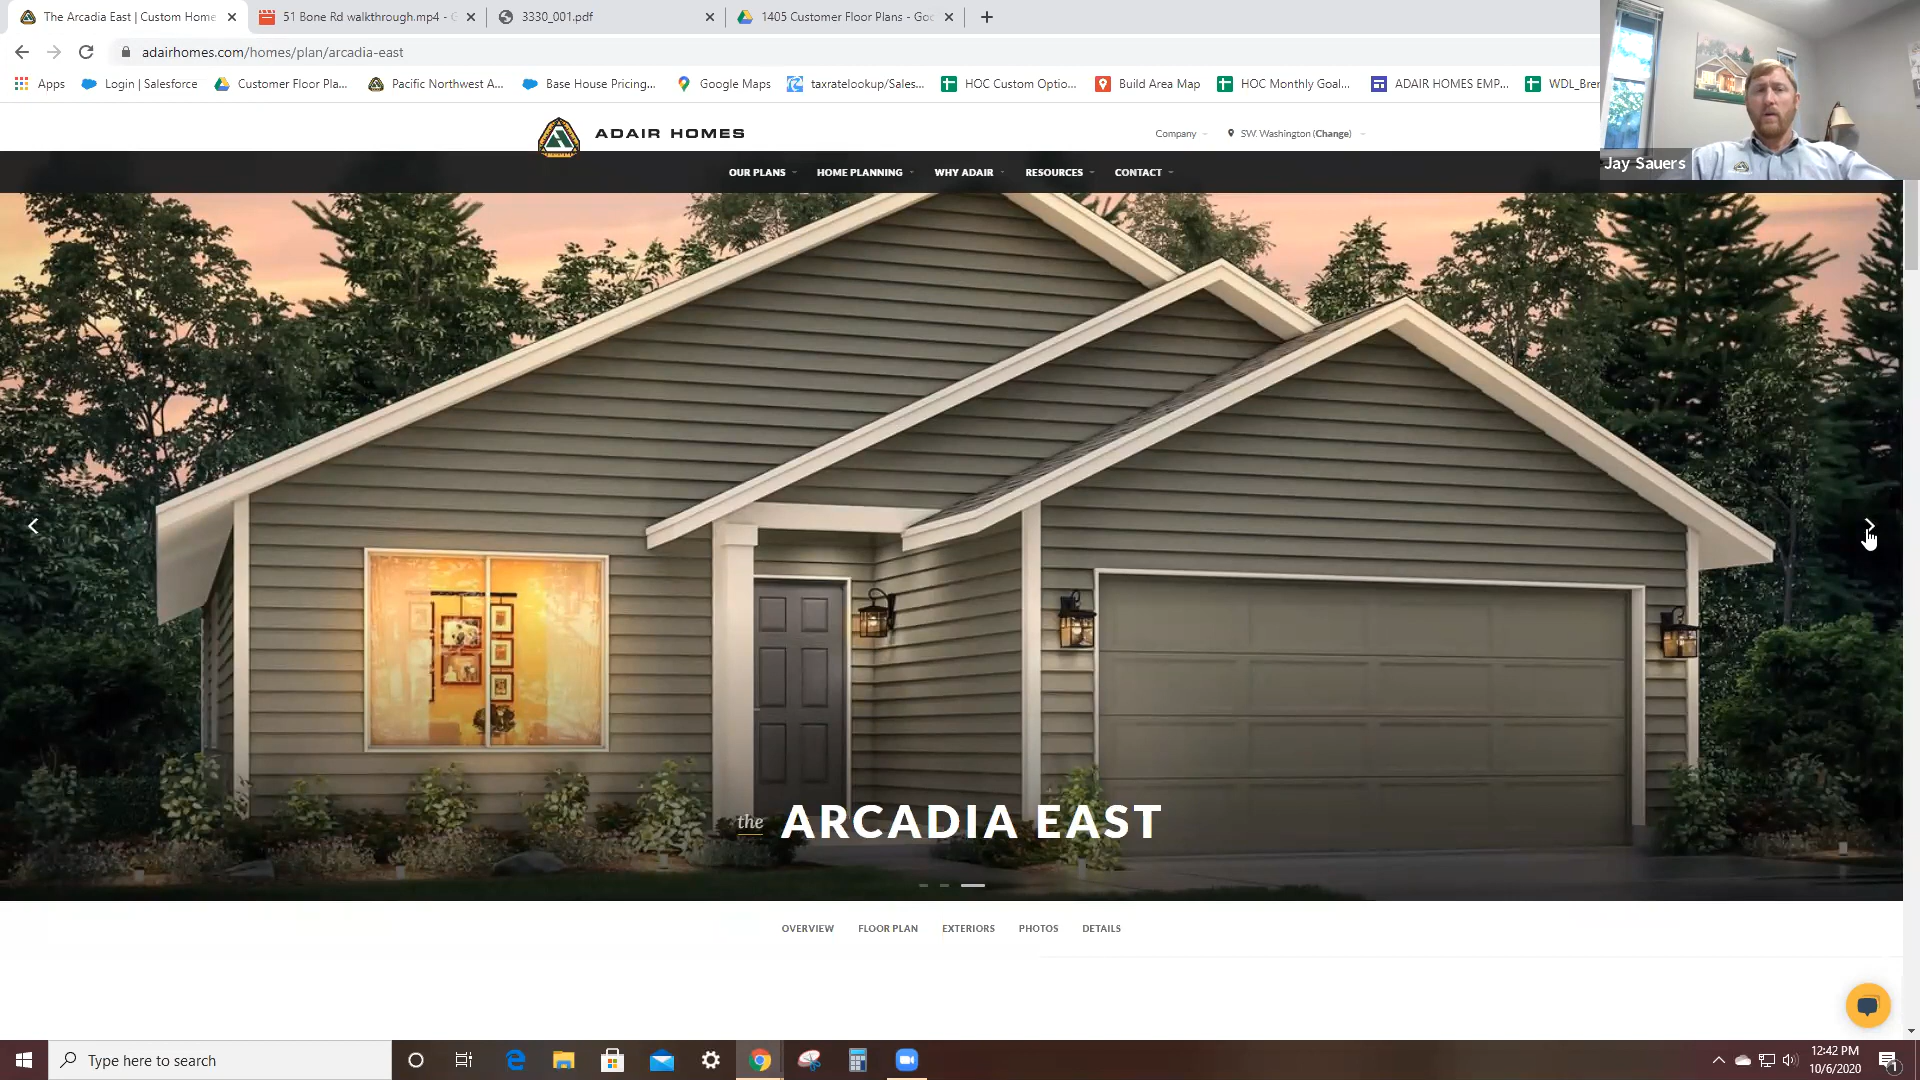 The Arcadia East | Custom Home
51 Bone Rd walkthrough.mp4 - G
3330_001.pdf
1405 Customer Floor Plans - Goo
adairhomes.com/homes/plan/arcadia-east
Apps
Login | Salesforce
Customer Floor Pla...
Pacific Northwest A...
Base House Pricing...
Google Maps
taxratelookup/Sales...
HOC Custom Optio...
Build Area Map
HOC Monthly Goal...
ADAIR HOMES EMP...
WDL_Bren
ADAIR HOMES
Company
SW. Washington (Change)
Jay Sauers
OUR PLANS
HOME PLANNING
WHY ADAIR
RESOURCES
CONTACT
the ARCADIA EAST
OVERVIEW
FLOOR PLAN
EXTERIORS
PHOTOS
DETAILS
Type here to search
12:42 PM
10/6/2020
1